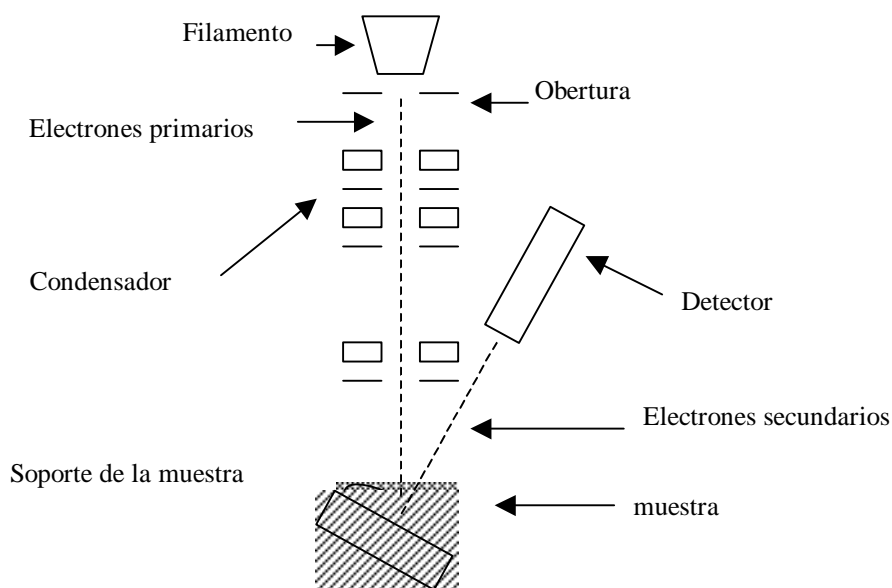 Filamento
Obertura
Electrones primarios
Condensador
Detector
Electrones secundarios
Soporte de la muestra
muestra